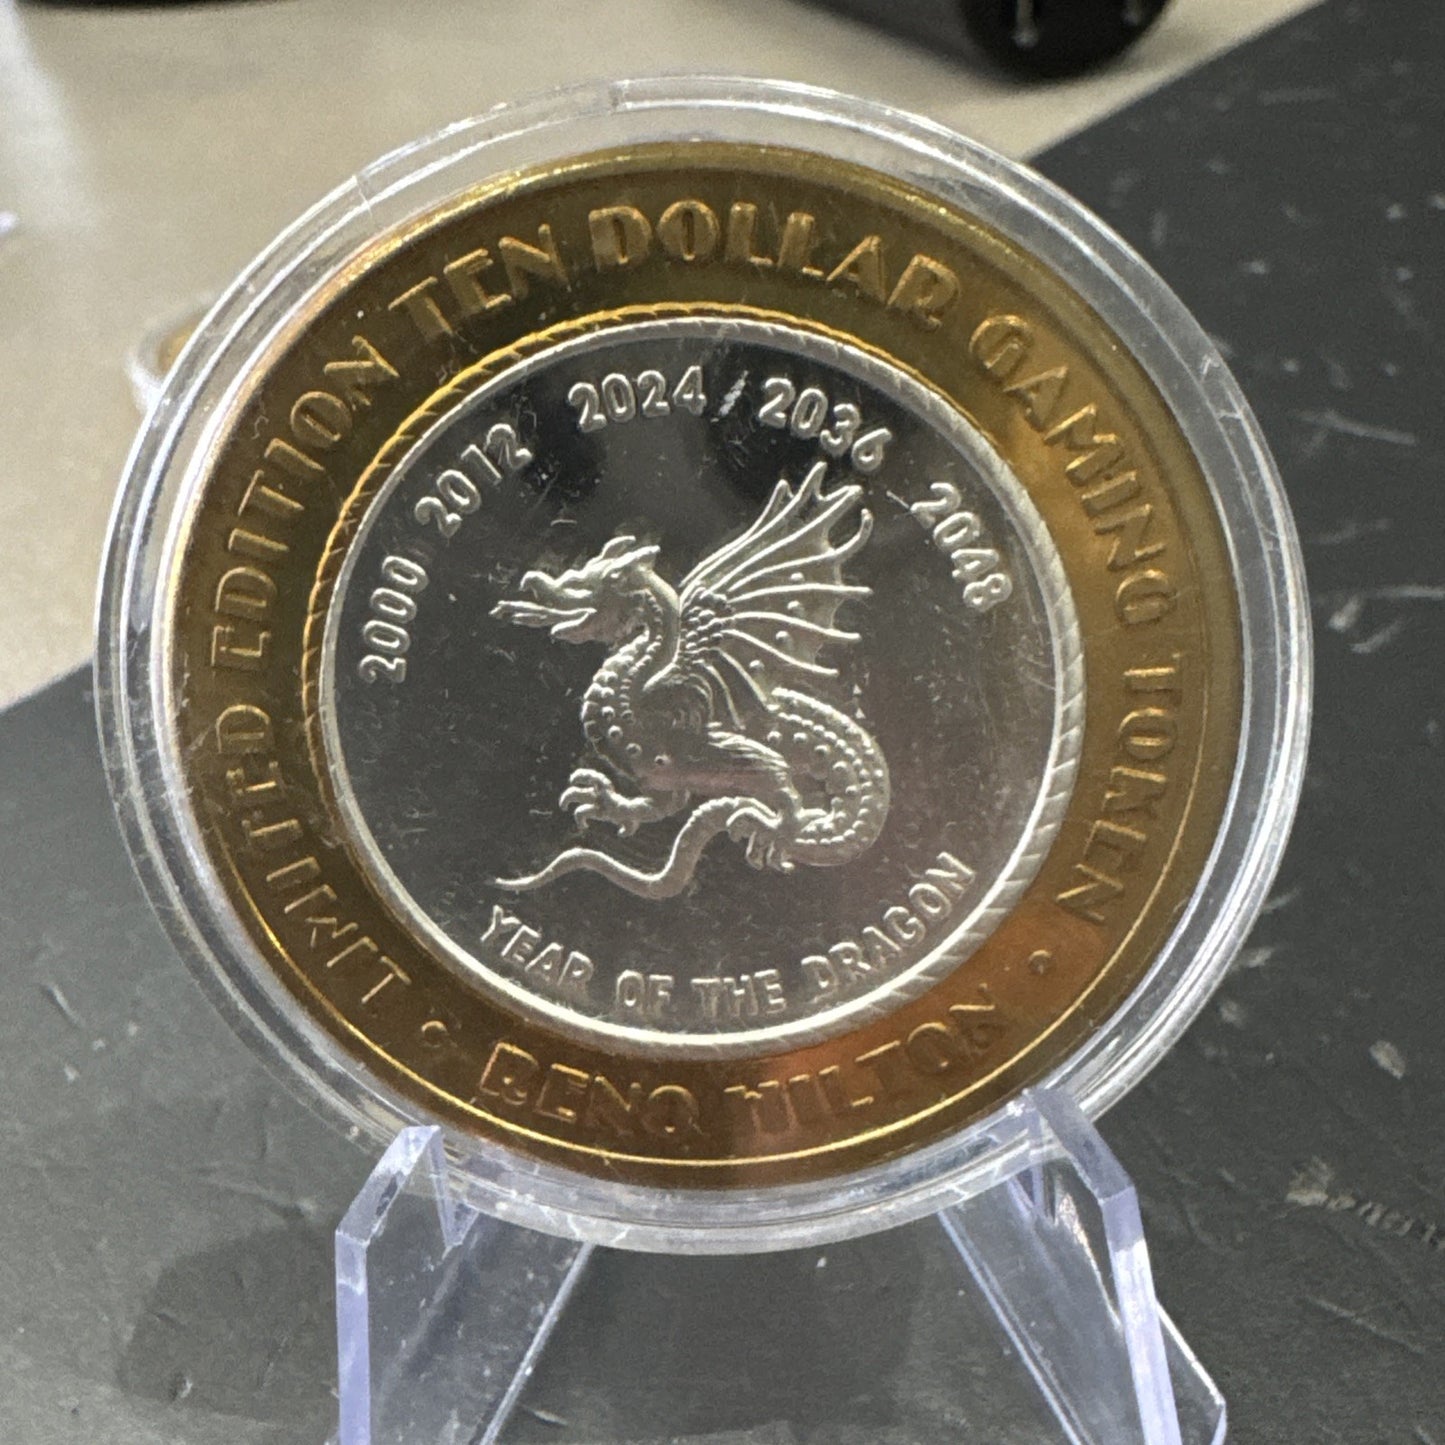 LIMITED EDITION TEN DOLLAR GAMING TOKEN
2000 2012 2024 2036 2048
YEAR OF THE DRAGON
• RENO HILTON •